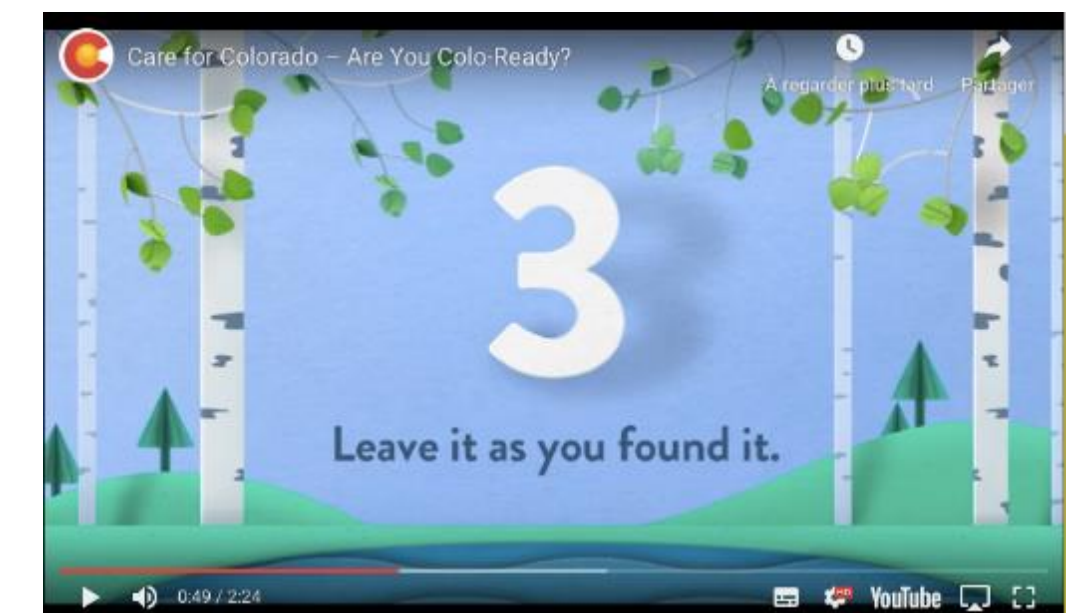 Care for Colorado – Are You Colo-Ready?
À regarder plus tard Partager
3
Leave it as you found it.
0:49 / 2:24
HD YouTube